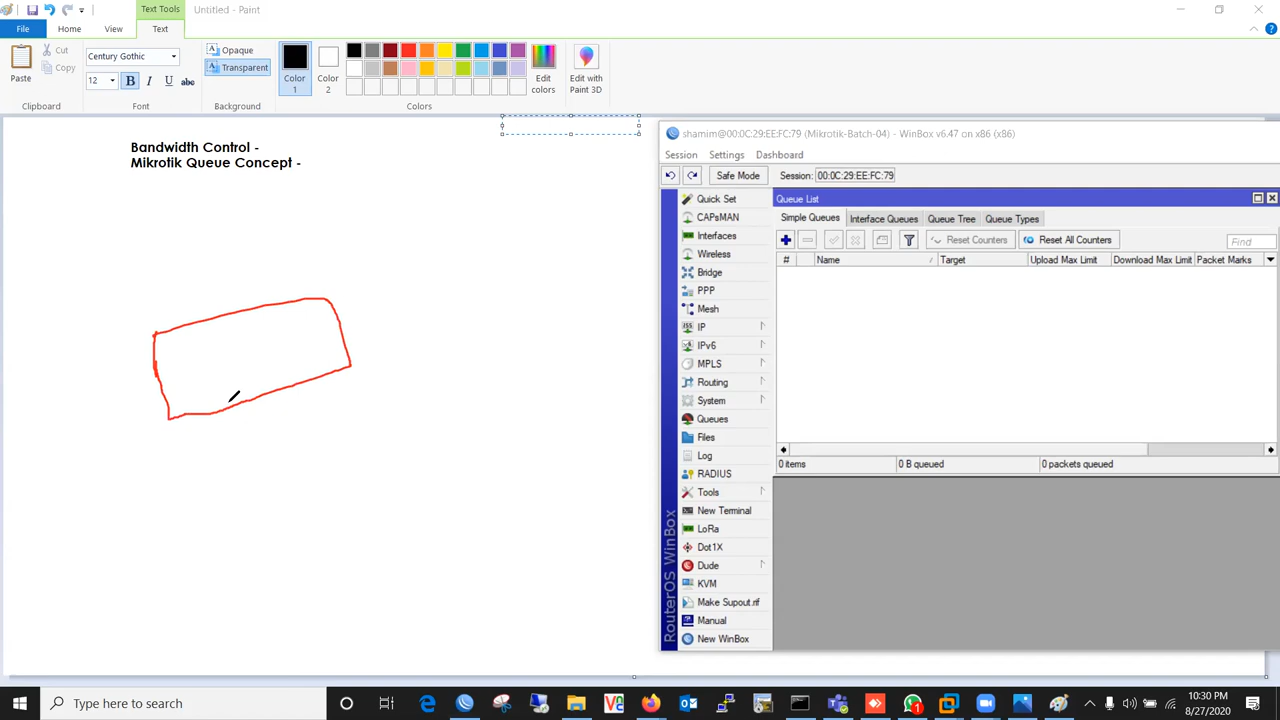 Text Tools
Untitled - Paint
File
Home
View
Text
Paste
Cut
Copy
Clipboard
Century Gothic
12
B I U abc
Font
Opaque
Transparent
Background
Color 1
Color 2
Edit colors
Edit with Paint 3D
Colors
Bandwidth Control -
Mikrotik Queue Concept -
shamim@00:0C:29:EE:FC:79 (Mikrotik-Batch-04) - WinBox v6.47 on x86 (x86)
Session Settings Dashboard
Safe Mode Session: 00:0C:29:EE:FC:79
Quick Set
CAPsMAN
Interfaces
Wireless
Bridge
PPP
Mesh
IP
IPv6
MPLS
Routing
System
Queues
Files
Log
RADIUS
Tools
New Terminal
LoRa
Dot1X
Dude
KVM
Make Supout.rif
Manual
New WinBox
RouterOS WinBox
Queue List
Simple Queues Interface Queues Queue Tree Queue Types
Reset Counters Reset All Counters Find
# Name Target Upload Max Limit Download Max Limit Packet Marks
0 items 0 B queued 0 packets queued
Type here to search
10:30 PM
8/27/2020